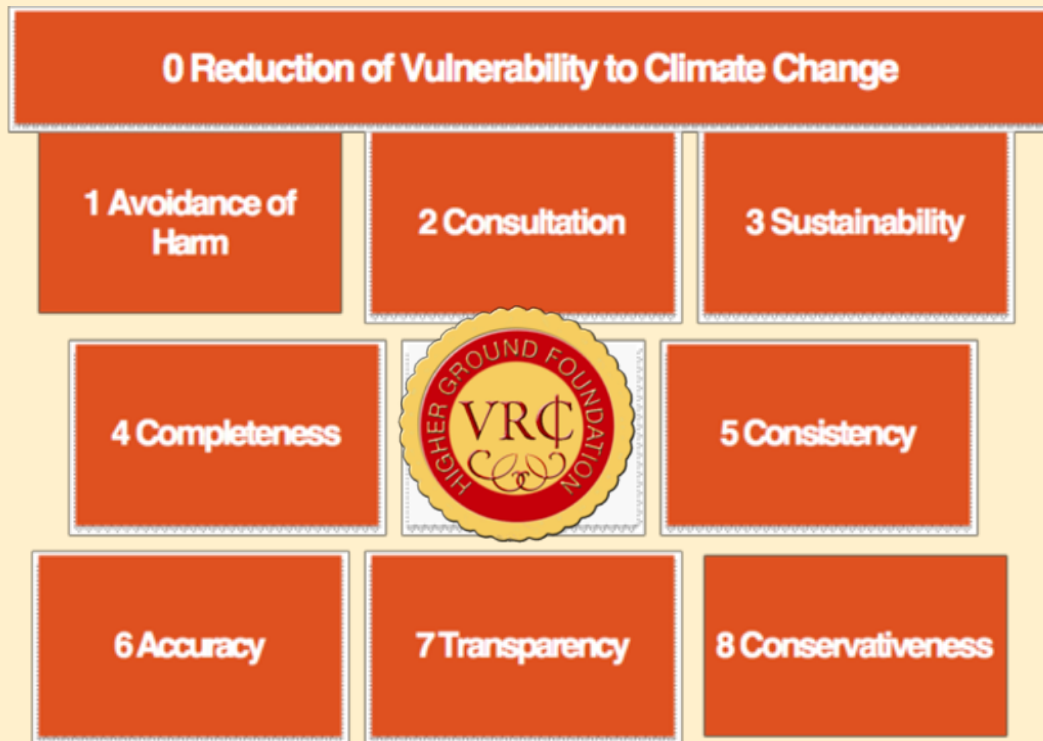 0 Reduction of Vulnerability to Climate Change
1 Avoidance of
Harm
2 Consultation
3 Sustainability
4 Completeness
HIGHER GROUND FOUNDATION
VR₵
5 Consistency
6 Accuracy
7 Transparency
8 Conservativeness